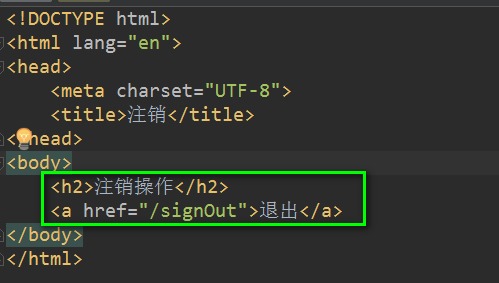 <!DOCTYPE html>
<html lang="en">
<head>
<meta charset="UTF-8">
<title>注销</title>
</head>
<body>
<h2>注销操作</h2>
<a href="/signOut">退出</a>
</body>
</html>